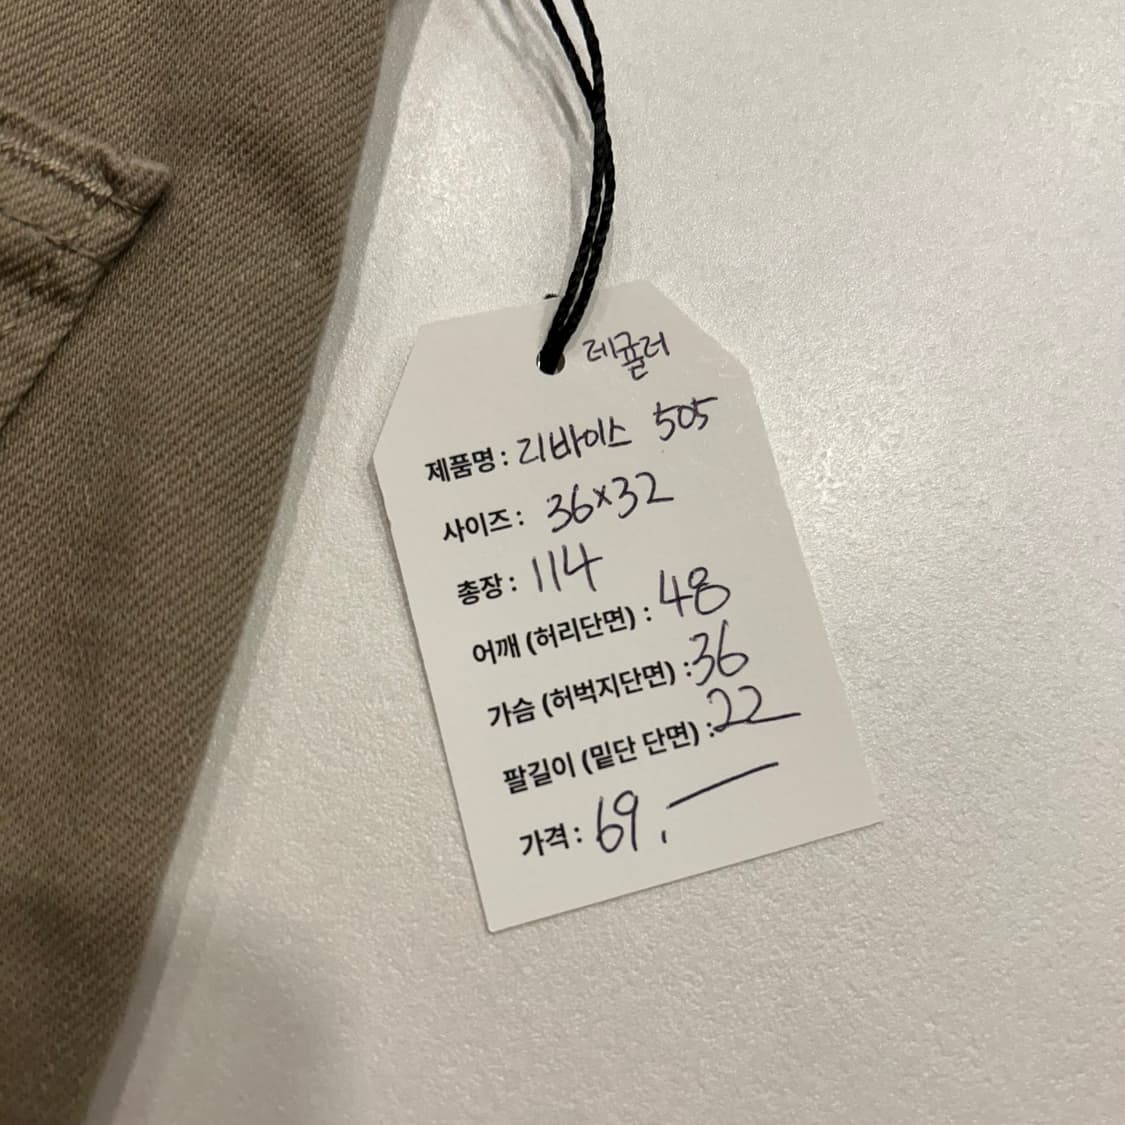 레귤러
제품명 : 리바이스 505
사이즈 : 36x32
총장 : 114
어깨 (허리단면) : 48
가슴 (허벅지단면) : 36
팔길이 (밑단 단면) : 22
가격 : 69.—